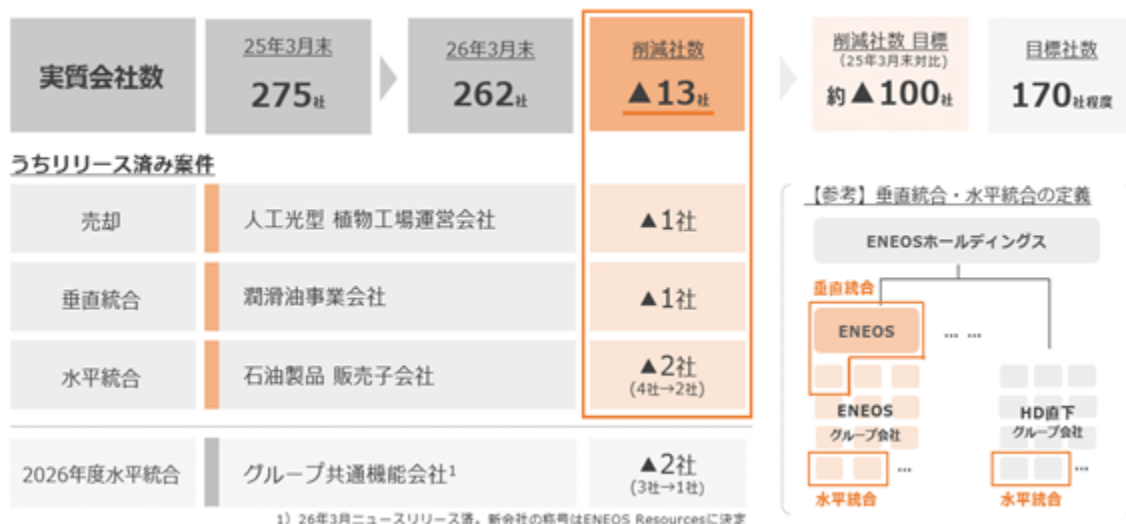 実質会社数
25年3月末
275社
26年3月末
262社
削減社数
▲13社
削減社数 目標
(25年3月末対比)
約▲100社
目標社数
170社程度
うちリリース済み案件
売却
人工光型 植物工場運営会社
▲1社
垂直統合
潤滑油事業会社
▲1社
水平統合
石油製品 販売子会社
▲2社
(4社→2社)
2026年度水平統合
グループ共通機能会社1
▲2社
(3社→1社)
1）26年3月ニュースリリース済。新会社の称号はENEOS Resourcesに決定
【参考】垂直統合・水平統合の定義
ENEOSホールディングス
垂直統合
ENEOS
... ...
ENEOS
グループ会社
...
水平統合
HD直下
グループ会社
...
水平統合